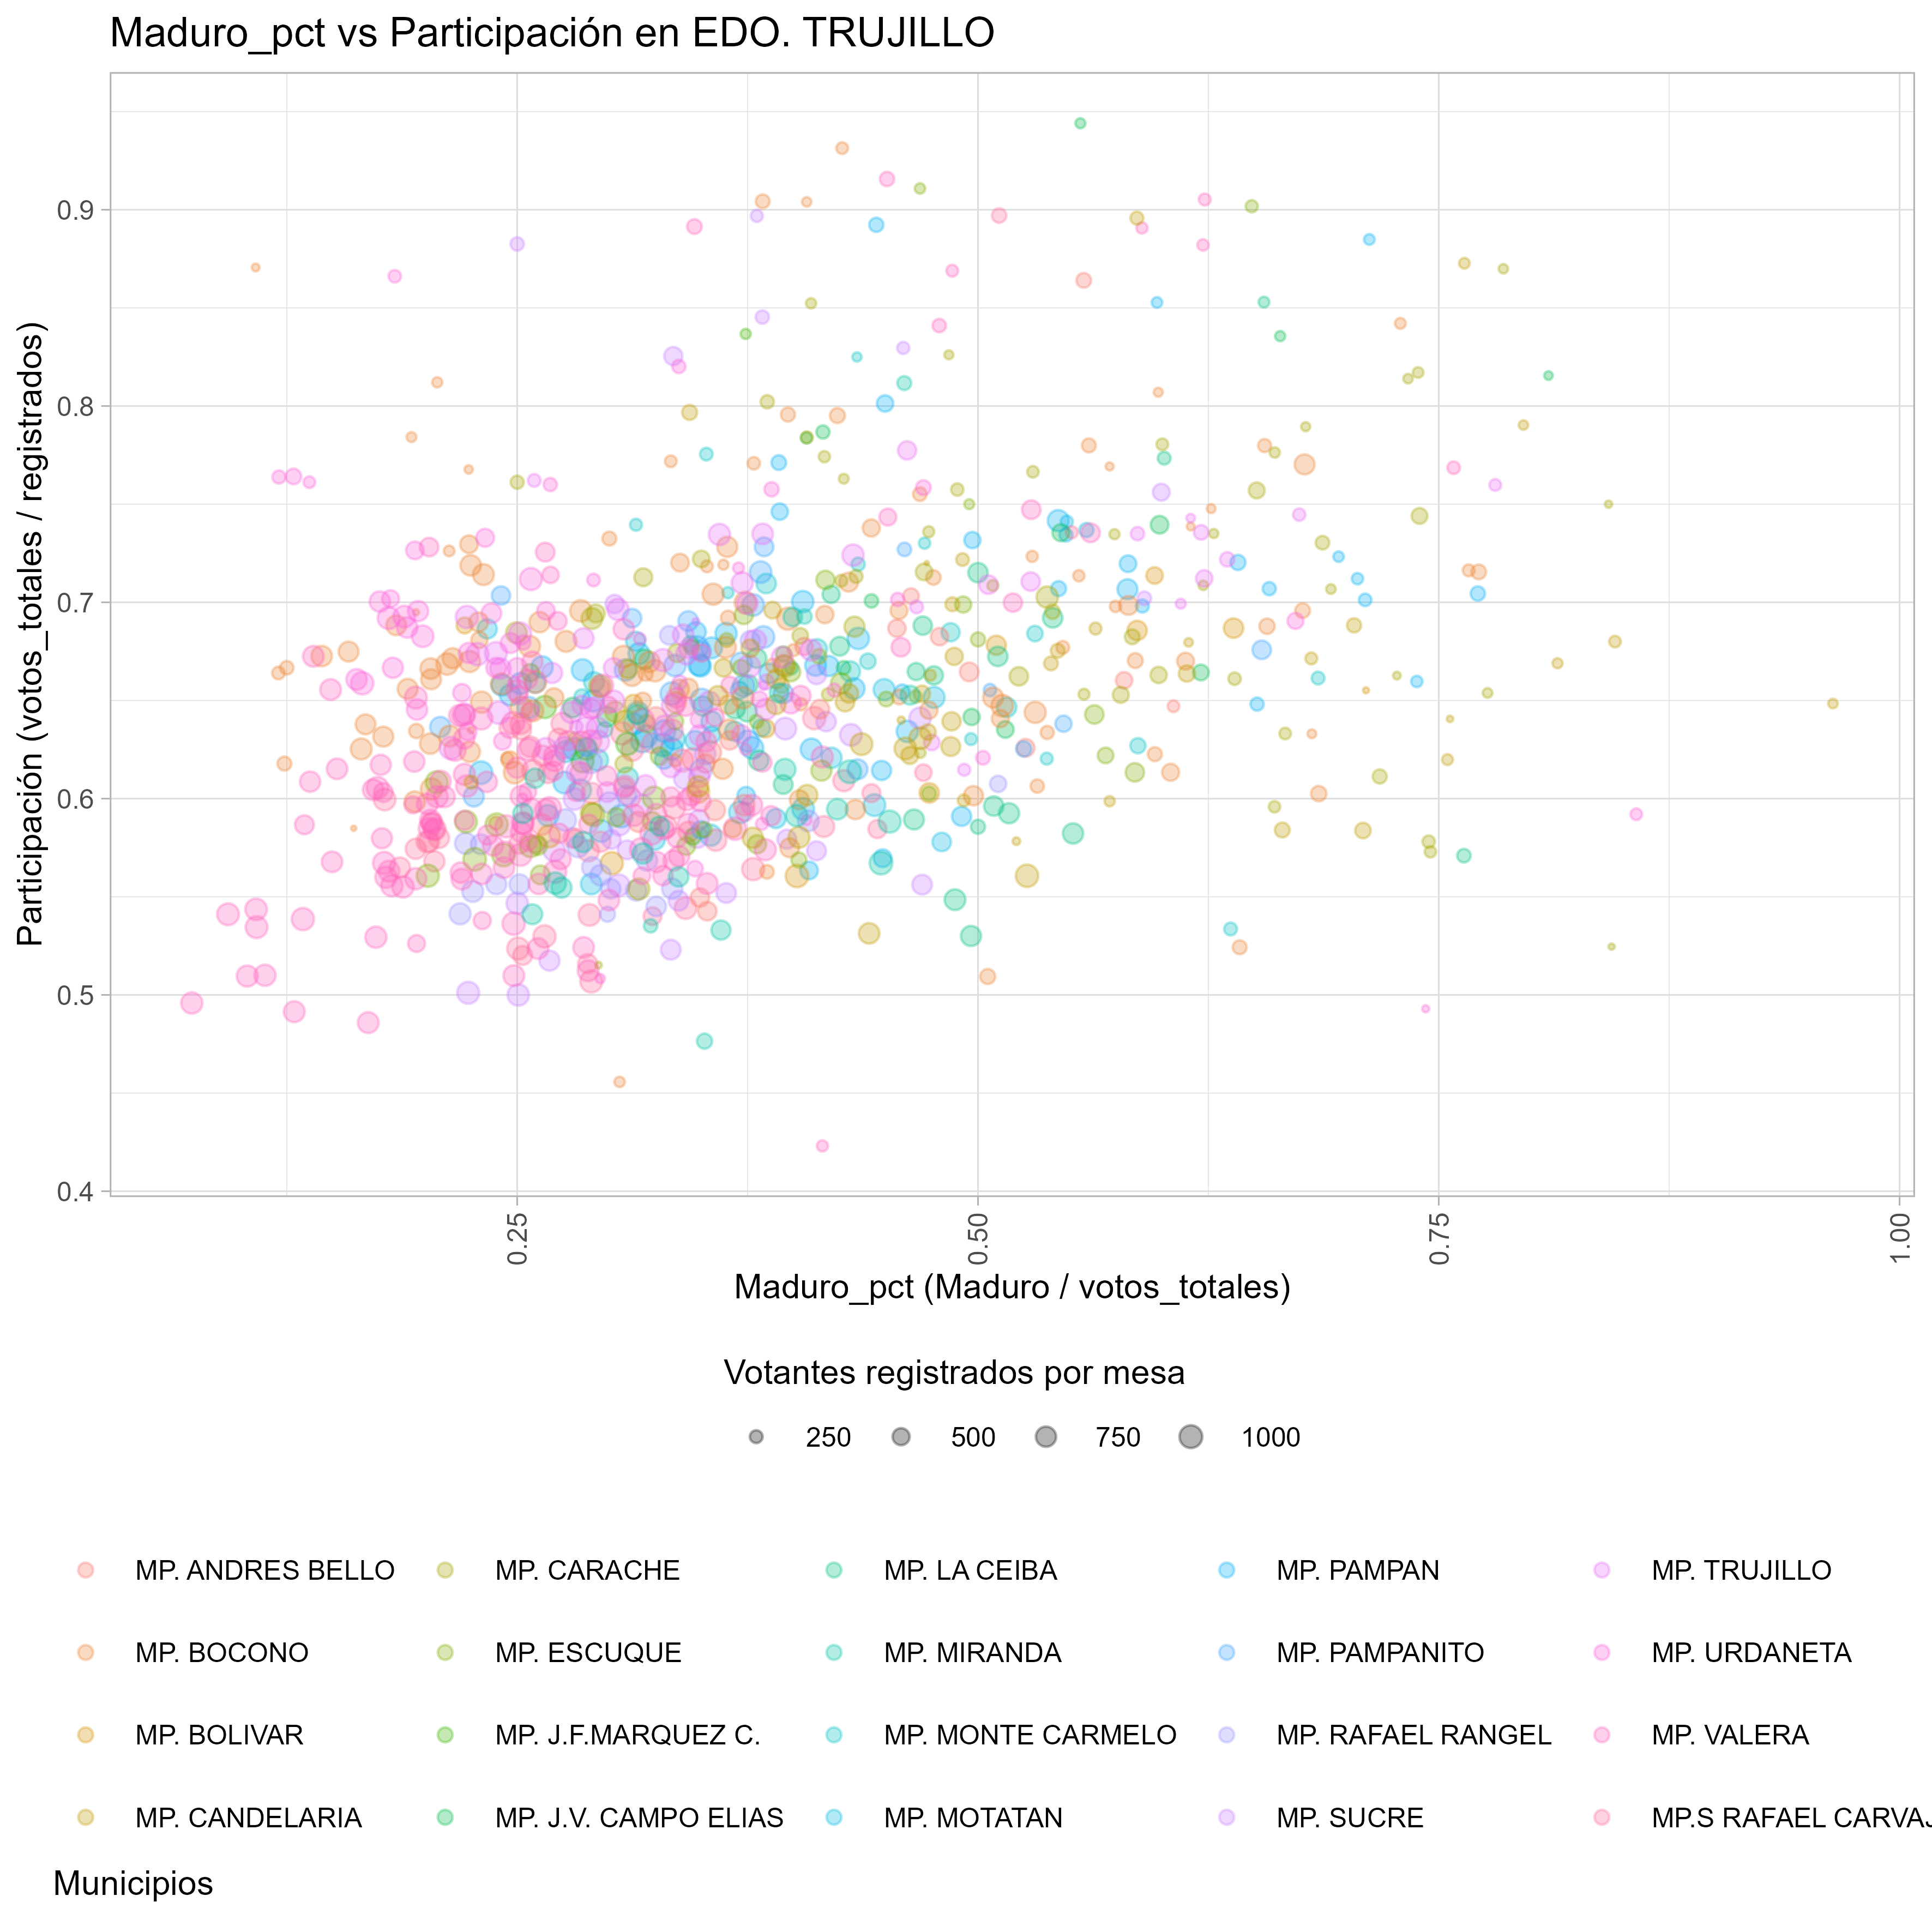 Maduro_pct vs Participación en EDO. TRUJILLO
Participación (votos_totales / registrados)
0.9
0.8
0.7
0.6
0.5
0.4
0.25
0.50
0.75
1.00
Maduro_pct (Maduro / votos_totales)
Votantes registrados por mesa
250 500 750 1000
MP. ANDRES BELLO MP. CARACHE MP. LA CEIBA MP. PAMPAN MP. TRUJILLO
MP. BOCONO MP. ESCUQUE MP. MIRANDA MP. PAMPANITO MP. URDANETA
MP. BOLIVAR MP. J.F.MARQUEZ C. MP. MONTE CARMELO MP. RAFAEL RANGEL MP. VALERA
MP. CANDELARIA MP. J.V. CAMPO ELIAS MP. MOTATAN MP. SUCRE MP.S RAFAEL CARVAJ
Municipios